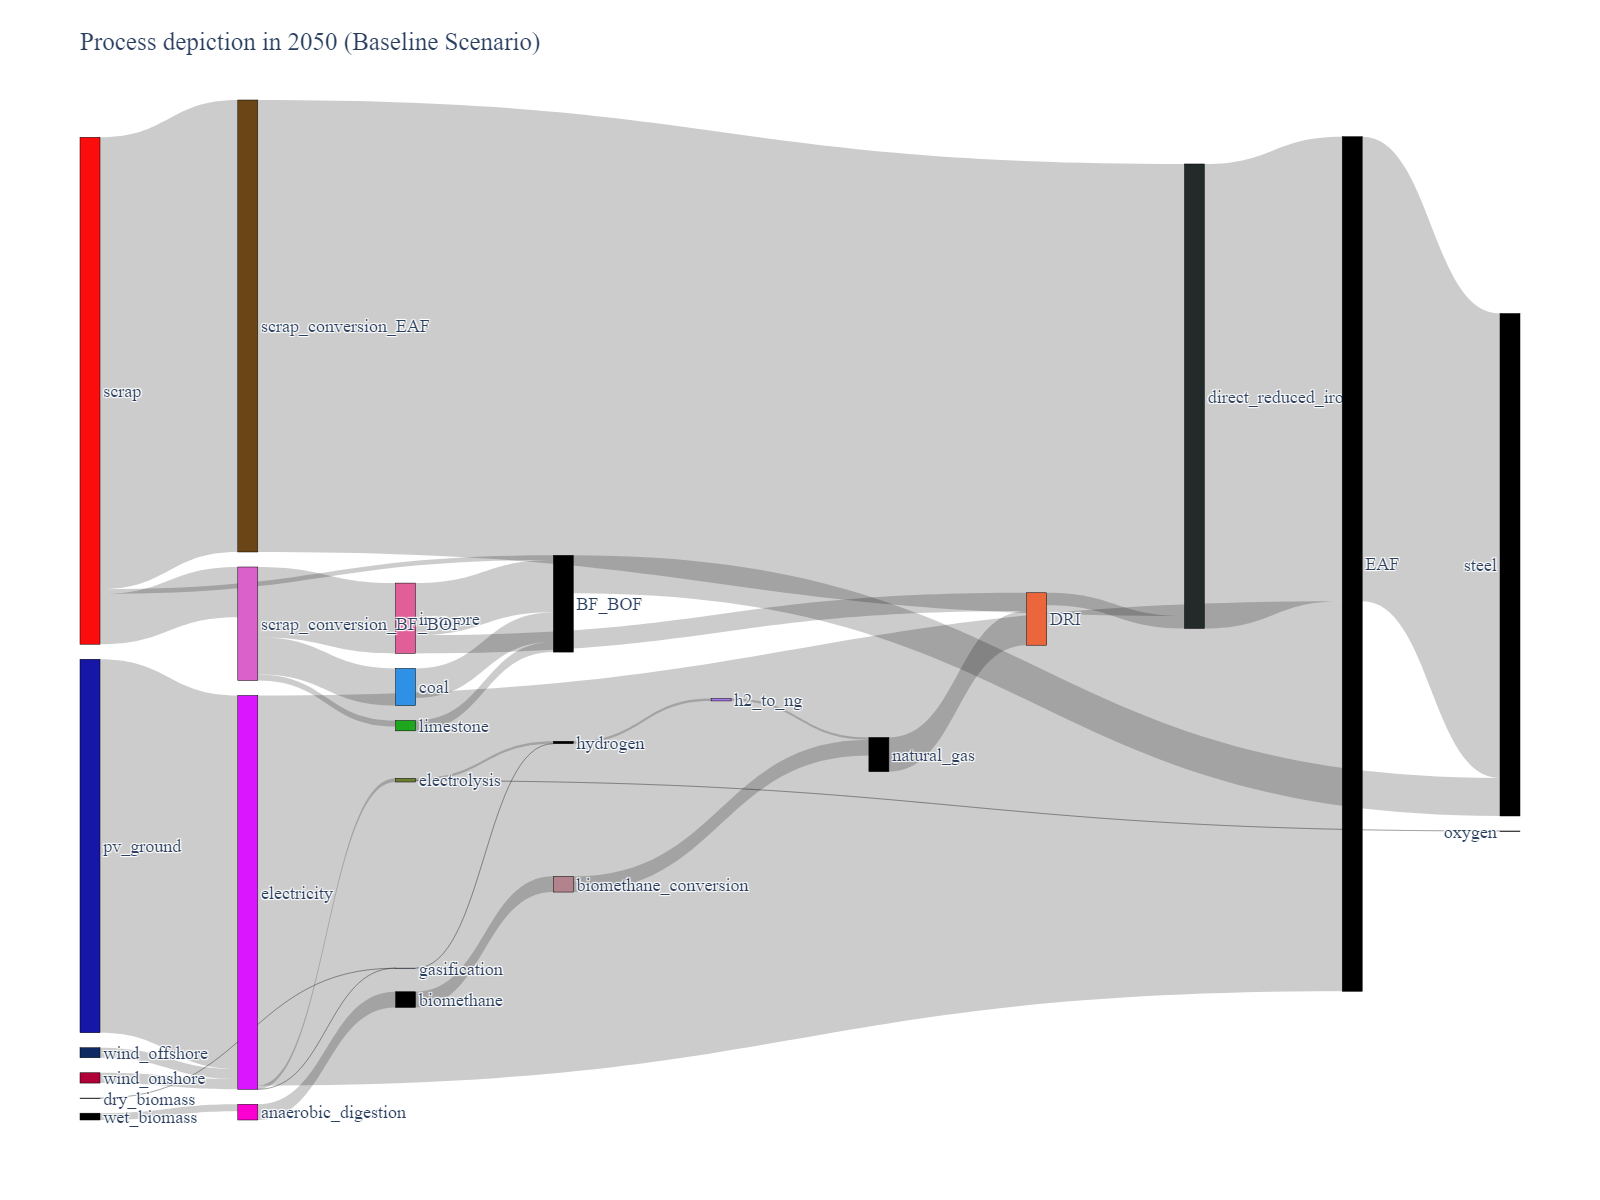 Process depiction in 2050 (Baseline Scenario)
scrap_conversion_EAF
scrap
direct_reduced_iro
EAF
steel
BF_BOF
DRI
scrap_conversion_BF_BOF
coal
h2_to_ng
limestone
hydrogen
natural_gas
electrolysis
oxygen
pv_ground
biomethane_conversion
electricity
gasification
biomethane
wind_offshore
wind_onshore
dry_biomass
anaerobic_digestion
wet_biomass